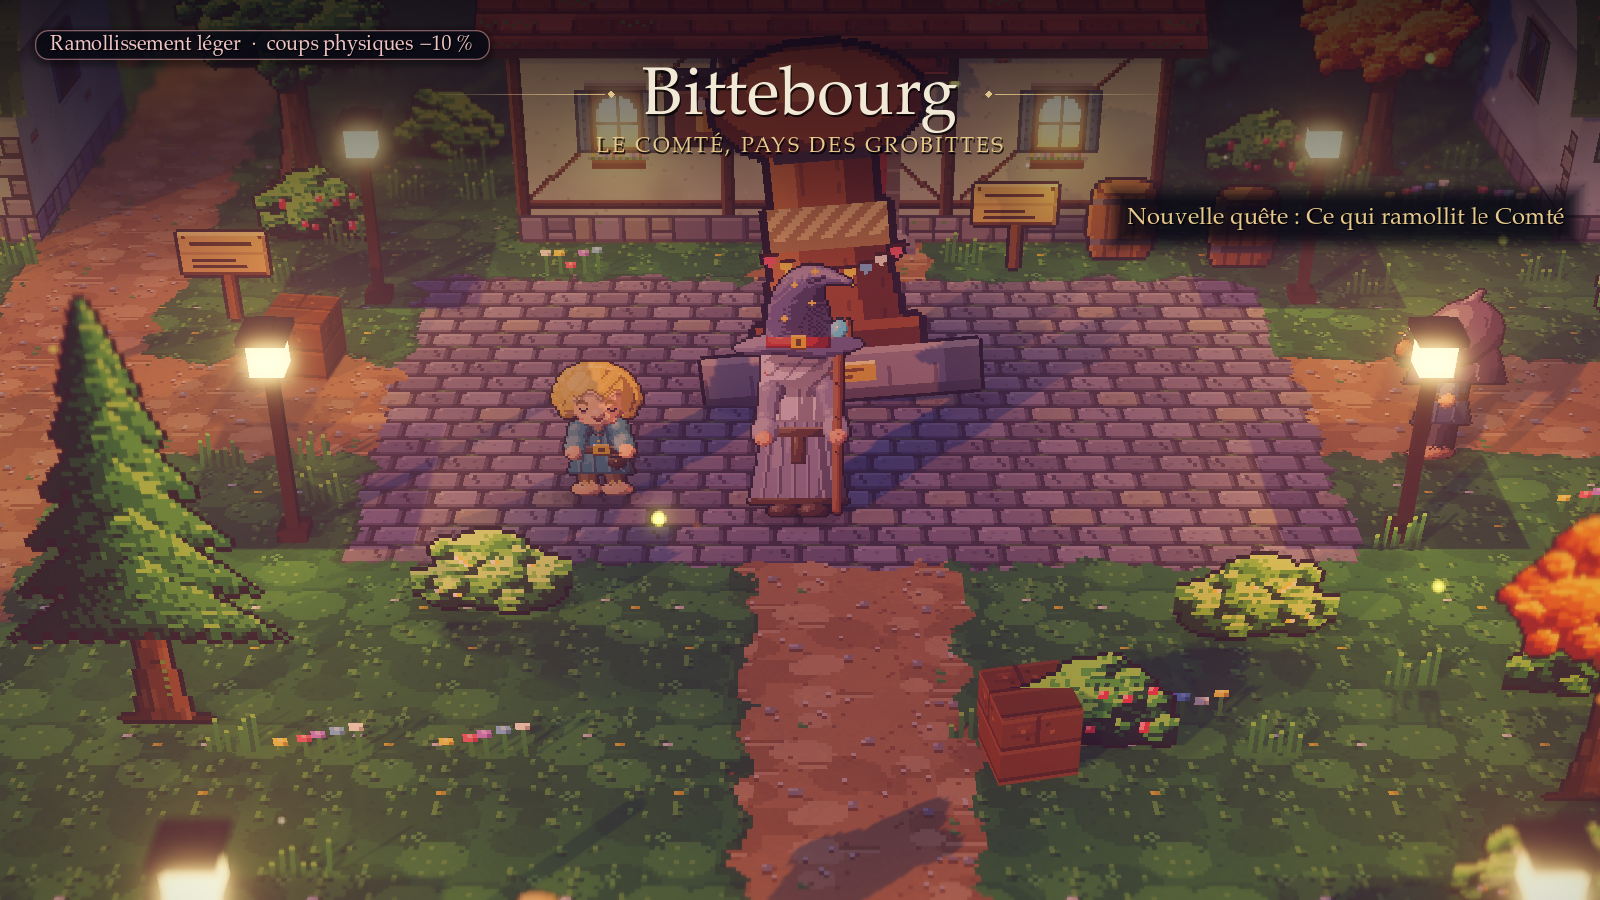 Ramollissement léger · coups physiques –10 %
Bittebourg
LE COMTÉ, PAYS DES GROBITTES
Nouvelle quête : Ce qui ramollit le Comté